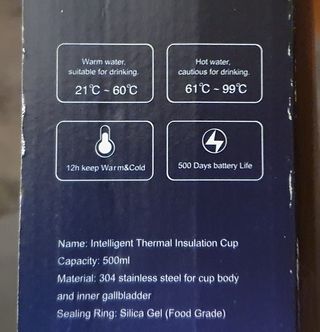 Warm water,
suitable for drinking.
21℃ ~ 60℃
Hot water,
cautious for drinking.
61℃ ~ 99℃
12h keep Warm&Cold
500 Days battery Life
Name: Intelligent Thermal Insulation Cup
Capacity: 500ml
Material: 304 stainless steel for cup body
and inner gallbladder
Sealing Ring: Silica Gel (Food Grade)